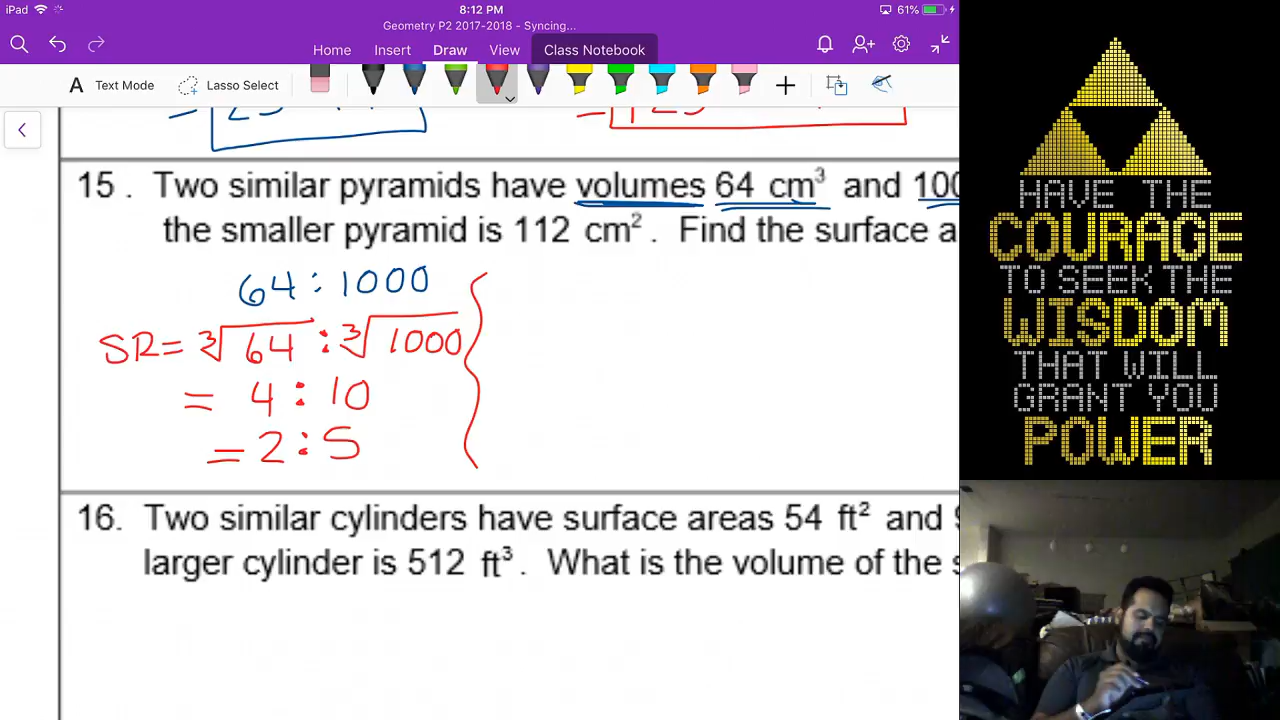 iPad 8:12 PM 61%
Geometry P2 2017-2018 - Syncing...
Home Insert Draw View Class Notebook
A Text Mode Lasso Select
15 . Two similar pyramids have volumes 64 cm³ and 100
the smaller pyramid is 112 cm² . Find the surface a
64 : 1000
SR = ∛64 : ∛1000
= 4 : 10
= 2 : 5
16. Two similar cylinders have surface areas 54 ft² and
larger cylinder is 512 ft³ . What is the volume of the s
HAVE THE
COURAGE
TO SEEK THE
WISDOM
THAT WILL
GRANT YOU
POWER